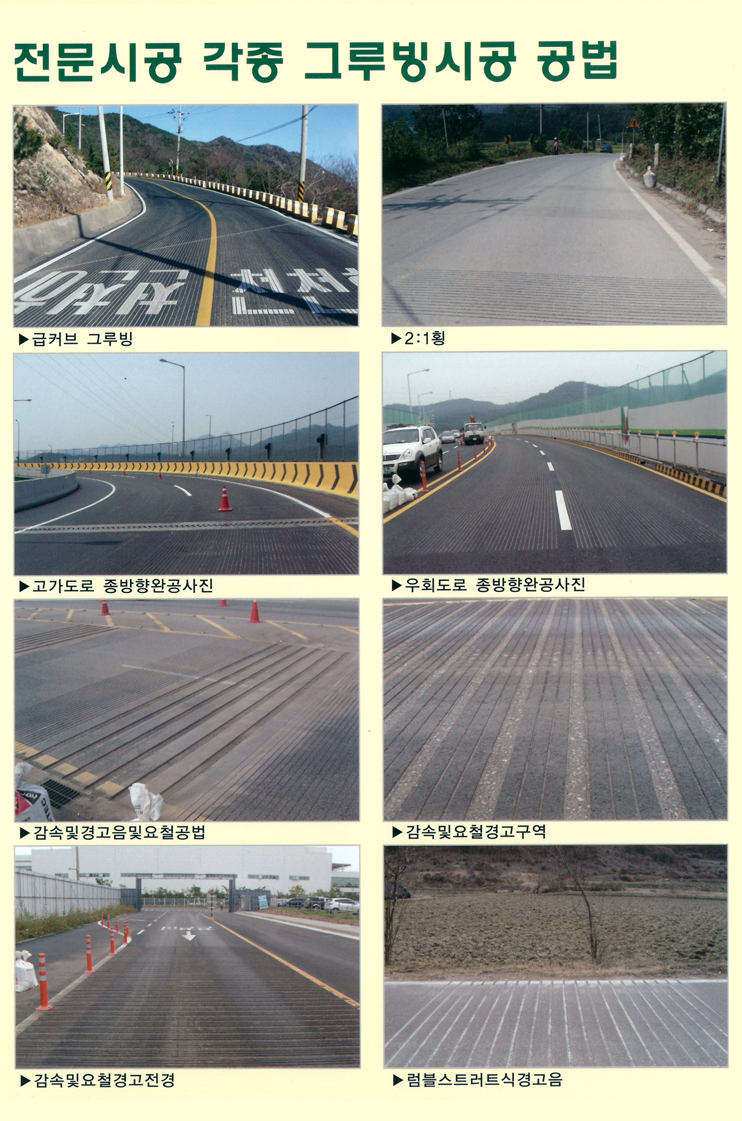 전문시공 각종 그루빙시공 공법
천천히
▶급커브 그루빙
▶2:1횡
▶고가도로 종방향완공사진
▶우회도로 종방향완공사진
▶감속및경고음및요철공법
▶감속및요철경고구역
▶감속및요철경고전경
▶럼블스트러트식경고음